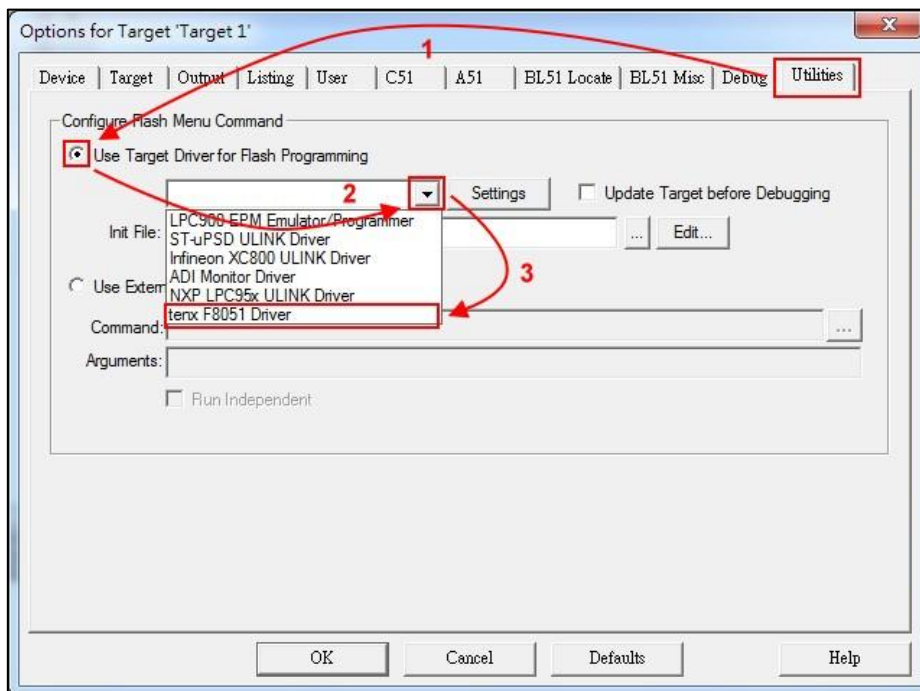 Options for Target 'Target 1'
1
Device Target Output Listing User C51 A51 BL51 Locate BL51 Misc Debug Utilities
Configure Flash Menu Command
Use Target Driver for Flash Programming
2 Settings Update Target before Debugging
LPC900 EPM Emulator/Programmer
Init File: ST-uPSD ULINK Driver ... Edit...
Infineon XC800 ULINK Driver
ADI Monitor Driver 3
Use Extern NXP LPC95x ULINK Driver
tenx F8051 Driver
Command: ...
Arguments:
Run Independent
OK Cancel Defaults Help